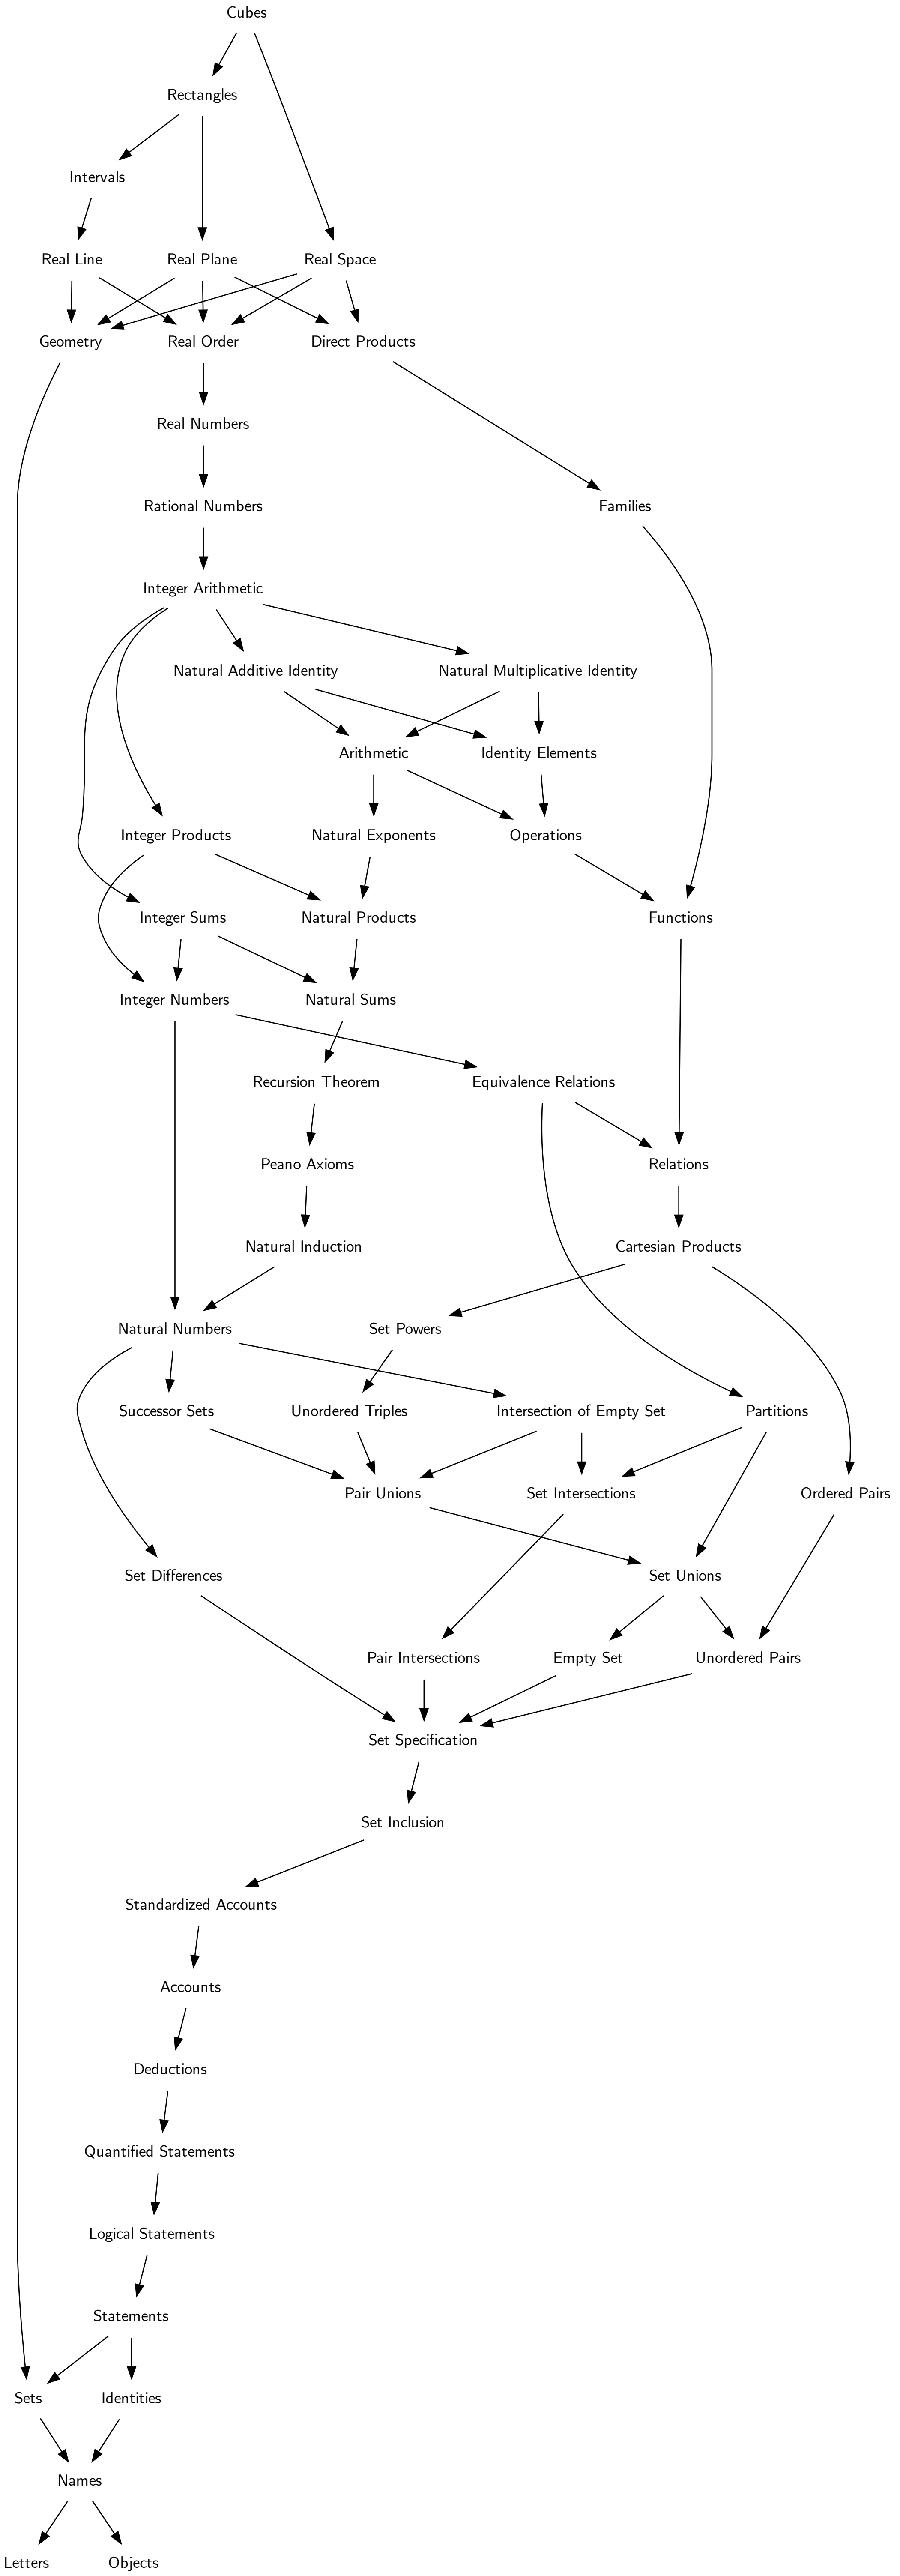 Cubes
Rectangles
Intervals
Real Line
Real Plane
Real Space
Geometry
Real Order
Direct Products
Real Numbers
Rational Numbers
Families
Integer Arithmetic
Natural Additive Identity
Natural Multiplicative Identity
Arithmetic
Identity Elements
Integer Products
Natural Exponents
Operations
Integer Sums
Natural Products
Functions
Integer Numbers
Natural Sums
Recursion Theorem
Equivalence Relations
Peano Axioms
Relations
Natural Induction
Cartesian Products
Natural Numbers
Set Powers
Successor Sets
Unordered Triples
Intersection of Empty Set
Partitions
Pair Unions
Set Intersections
Ordered Pairs
Set Differences
Set Unions
Pair Intersections
Empty Set
Unordered Pairs
Set Specification
Set Inclusion
Standardized Accounts
Accounts
Deductions
Quantified Statements
Logical Statements
Statements
Sets
Identities
Names
Letters
Objects